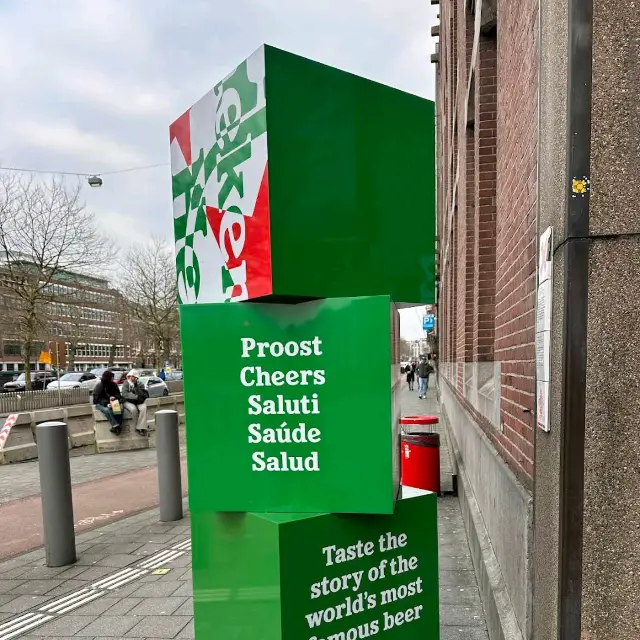 Proost
Cheers
Saluti
Saúde
Salud
Taste the
story of the
world's most
famous beer